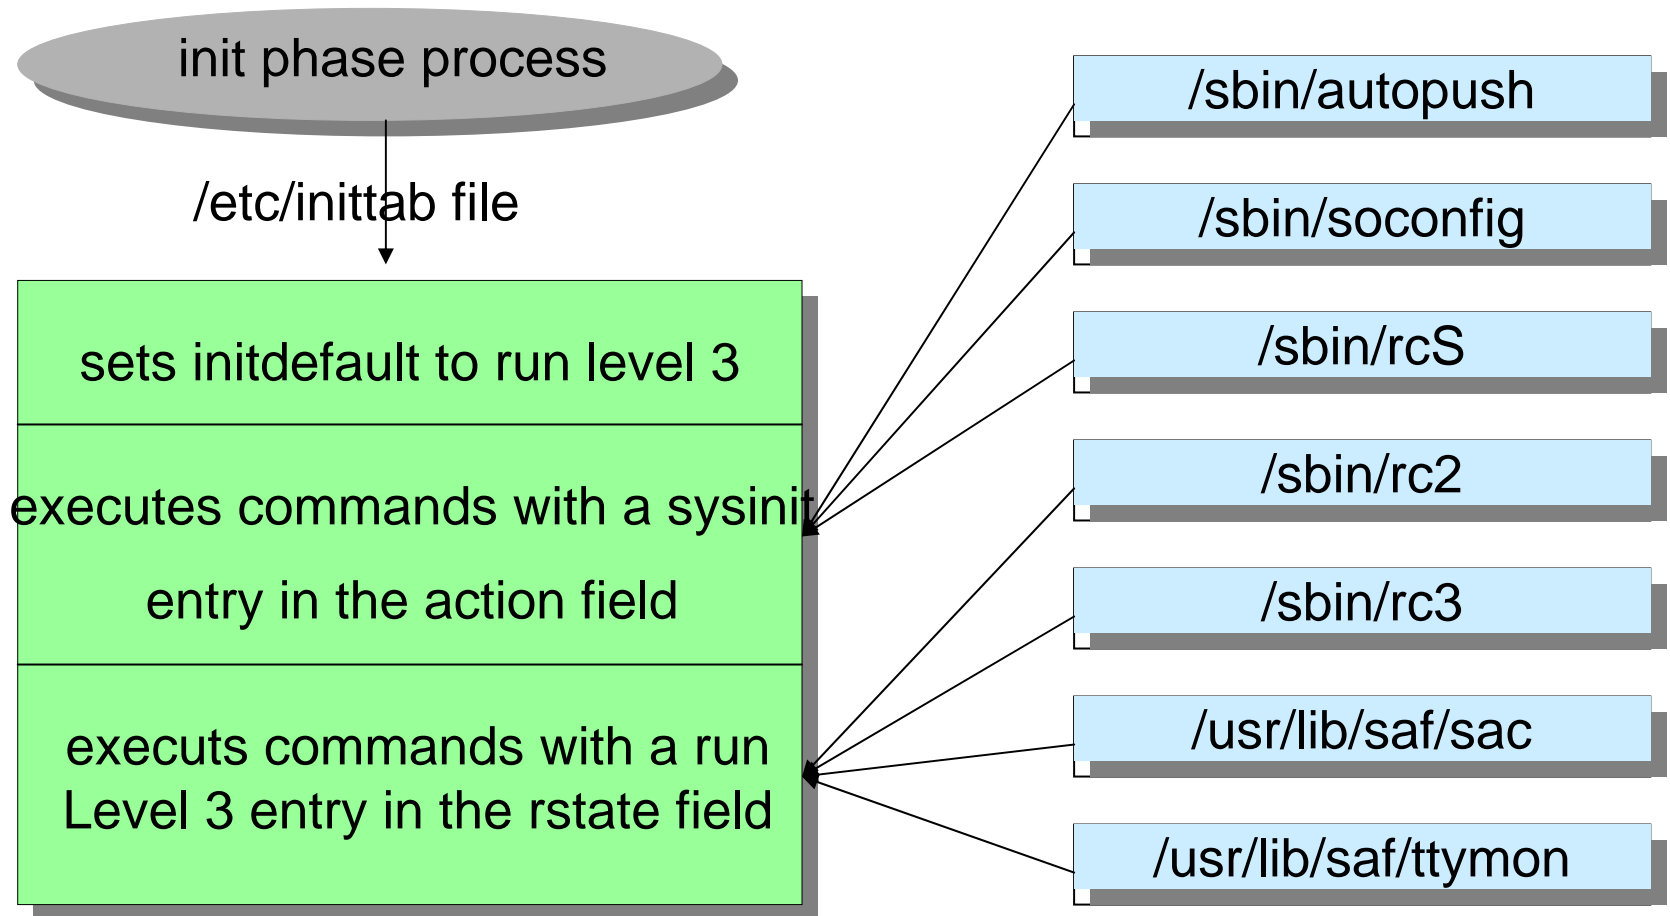 init phase process
/etc/inittab file
sets initdefault to run level 3
executes commands with a sysinit
entry in the action field
executs commands with a run
Level 3 entry in the rstate field
/sbin/autopush
/sbin/soconfig
/sbin/rcS
/sbin/rc2
/sbin/rc3
/usr/lib/saf/sac
/usr/lib/saf/ttymon